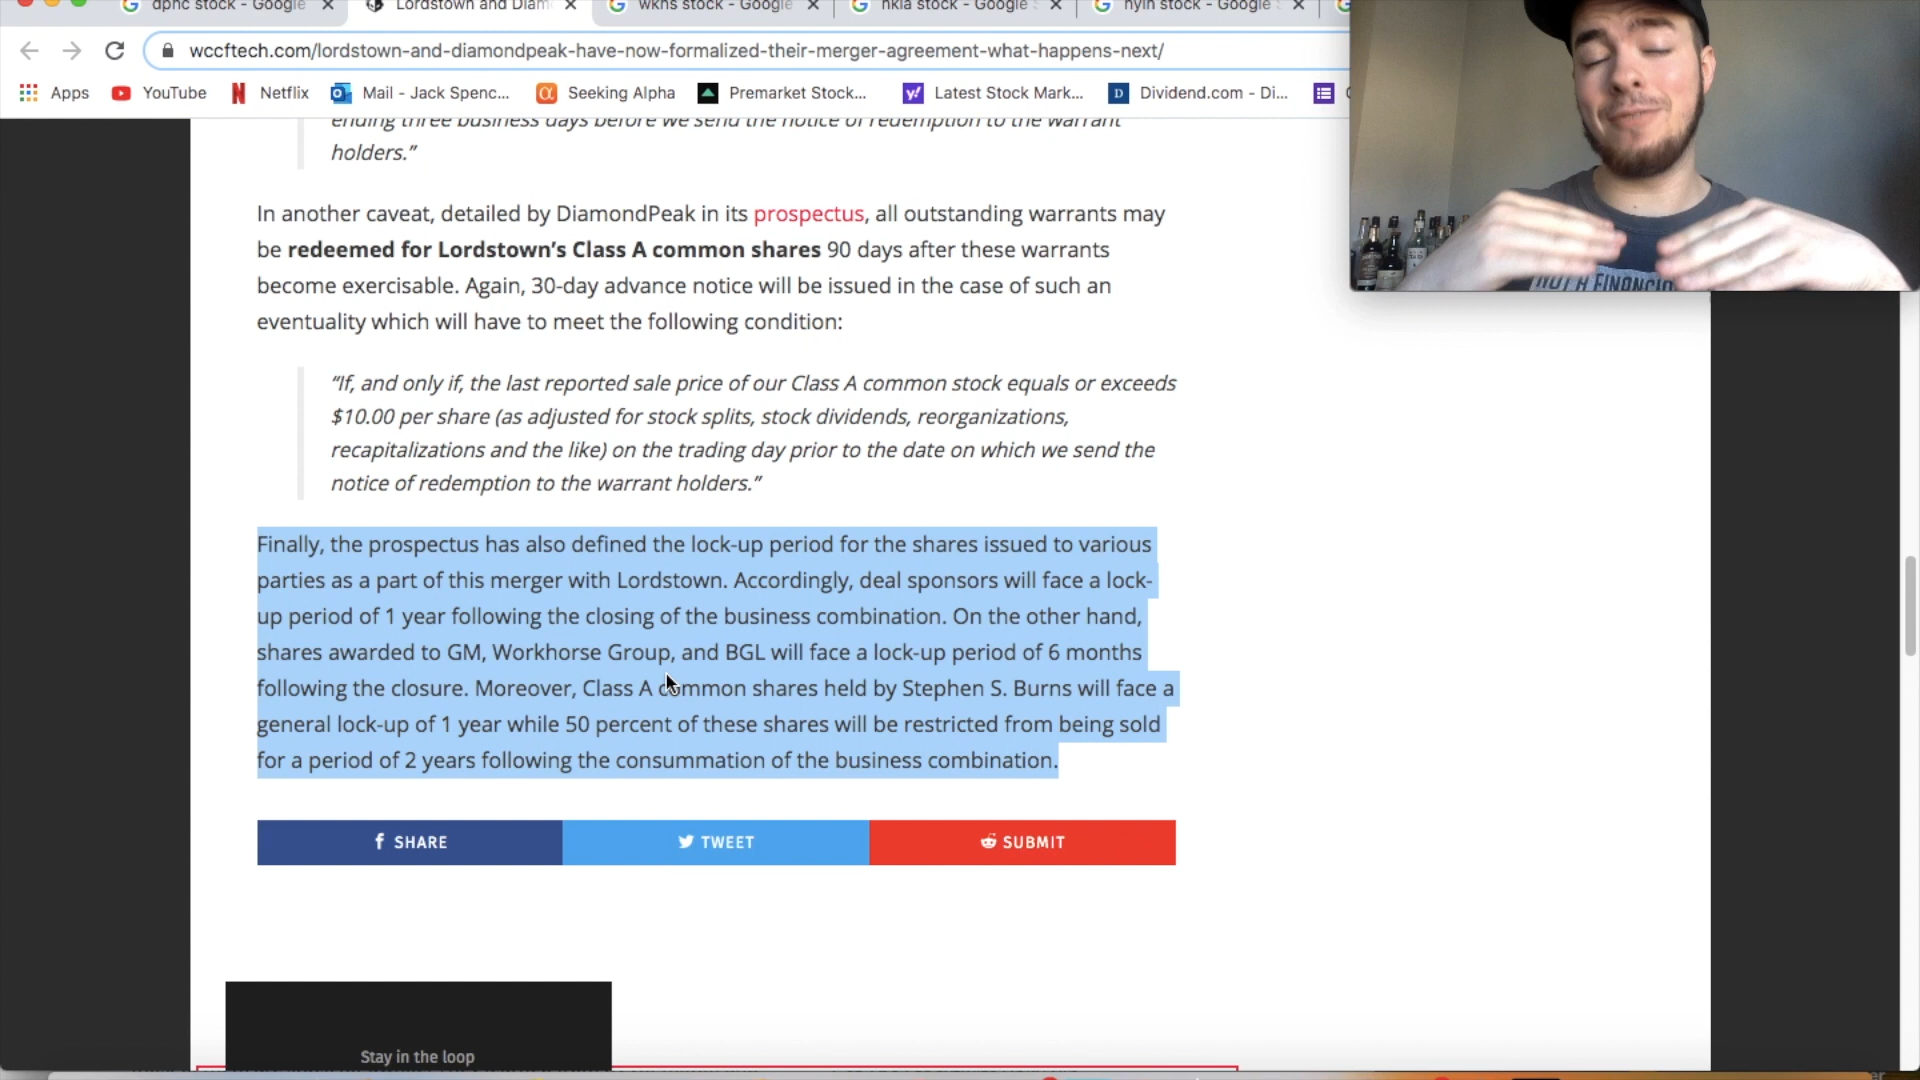 dphc stock - Google
Lordstown and Diam
wkhs stock - Google
nkla stock - Google S
hyln stock - Google S
wccftech.com/lordstown-and-diamondpeak-have-now-formalized-their-merger-agreement-what-happens-next/
Apps
YouTube
Netflix
Mail - Jack Spenc...
Seeking Alpha
Premarket Stock...
Latest Stock Mark...
Dividend.com - Di...
ending three business days before we send the notice of redemption to the warrant
holders.”
In another caveat, detailed by DiamondPeak in its prospectus, all outstanding warrants may
be redeemed for Lordstown’s Class A common shares 90 days after these warrants
become exercisable. Again, 30-day advance notice will be issued in the case of such an
eventuality which will have to meet the following condition:
“If, and only if, the last reported sale price of our Class A common stock equals or exceeds
$10.00 per share (as adjusted for stock splits, stock dividends, reorganizations,
recapitalizations and the like) on the trading day prior to the date on which we send the
notice of redemption to the warrant holders.”
Finally, the prospectus has also defined the lock-up period for the shares issued to various
parties as a part of this merger with Lordstown. Accordingly, deal sponsors will face a lock-
up period of 1 year following the closing of the business combination. On the other hand,
shares awarded to GM, Workhorse Group, and BGL will face a lock-up period of 6 months
following the closure. Moreover, Class A common shares held by Stephen S. Burns will face a
general lock-up of 1 year while 50 percent of these shares will be restricted from being sold
for a period of 2 years following the consummation of the business combination.
SHARE
TWEET
SUBMIT
Stay in the loop